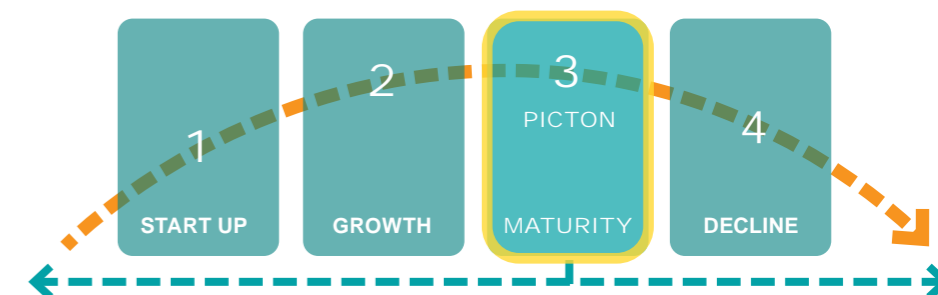 1
START UP
2
GROWTH
3
PICTON
MATURITY
4
DECLINE